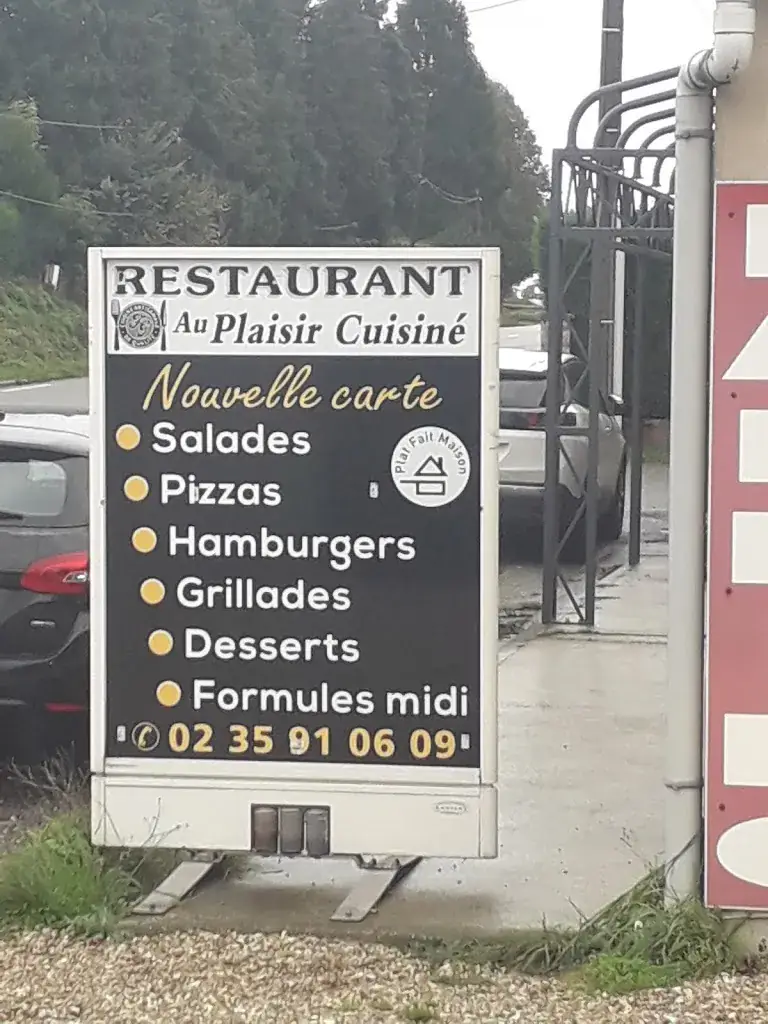 RESTAURANT
Au Plaisir Cuisiné
Nouvelle carte
Salades
Plat Fait Maison
Pizzas
Hamburgers
Grillades
Desserts
Formules midi
02 35 91 06 09